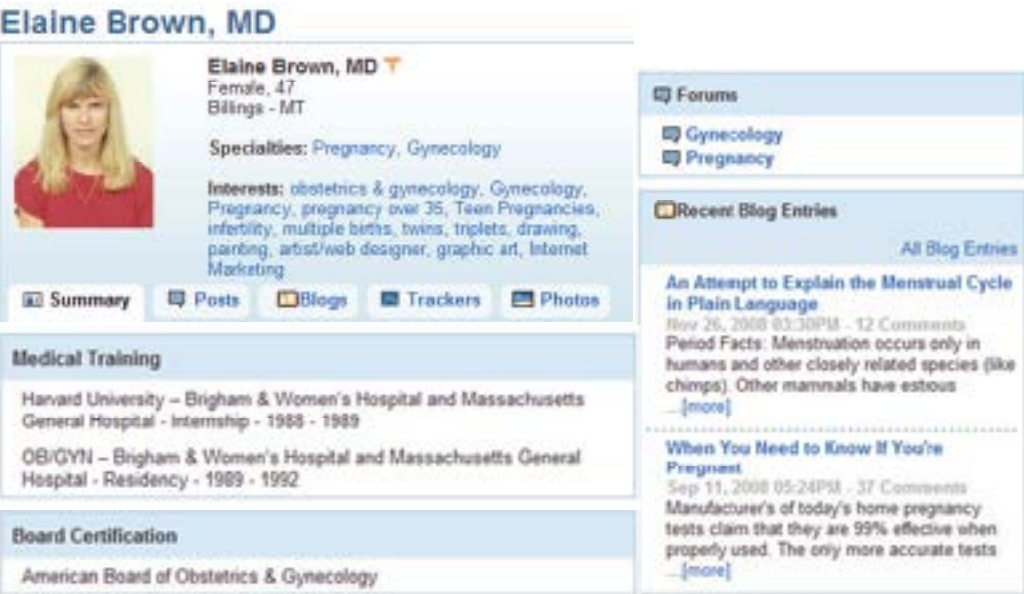 Elaine Brown, MD
Elaine Brown, MD
Female, 47
Billings - MT
Specialties: Pregnancy, Gynecology
Interests: obstetrics & gynecology, Gynecology,
Pregnancy, pregnancy over 35, Teen Pregnancies,
infertility, multiple births, twins, triplets, drawing,
painting, artist/web designer, graphic art, Internet
Marketing
Summary
Posts
Blogs
Trackers
Photos
Medical Training
Harvard University – Brigham & Women's Hospital and Massachusetts
General Hospital - Internship - 1988 - 1989
OB/GYN – Brigham & Women's Hospital and Massachusetts General
Hospital - Residency - 1989 - 1992
Board Certification
American Board of Obstetrics & Gynecology
Forums
Gynecology
Pregnancy
Recent Blog Entries
All Blog Entries
An Attempt to Explain the Menstrual Cycle
in Plain Language
Nov 26, 2008 03:30PM - 12 Comments
Period Facts: Menstruation occurs only in
humans and other closely related species (like
chimps). Other mammals have estrous
...[more]
When You Need to Know If You're
Pregnant
Sep 11, 2008 05:24PM - 37 Comments
Manufacturer's of today's home pregnancy
tests claim that they are 99% effective when
properly used. The only more accurate tests
...[more]